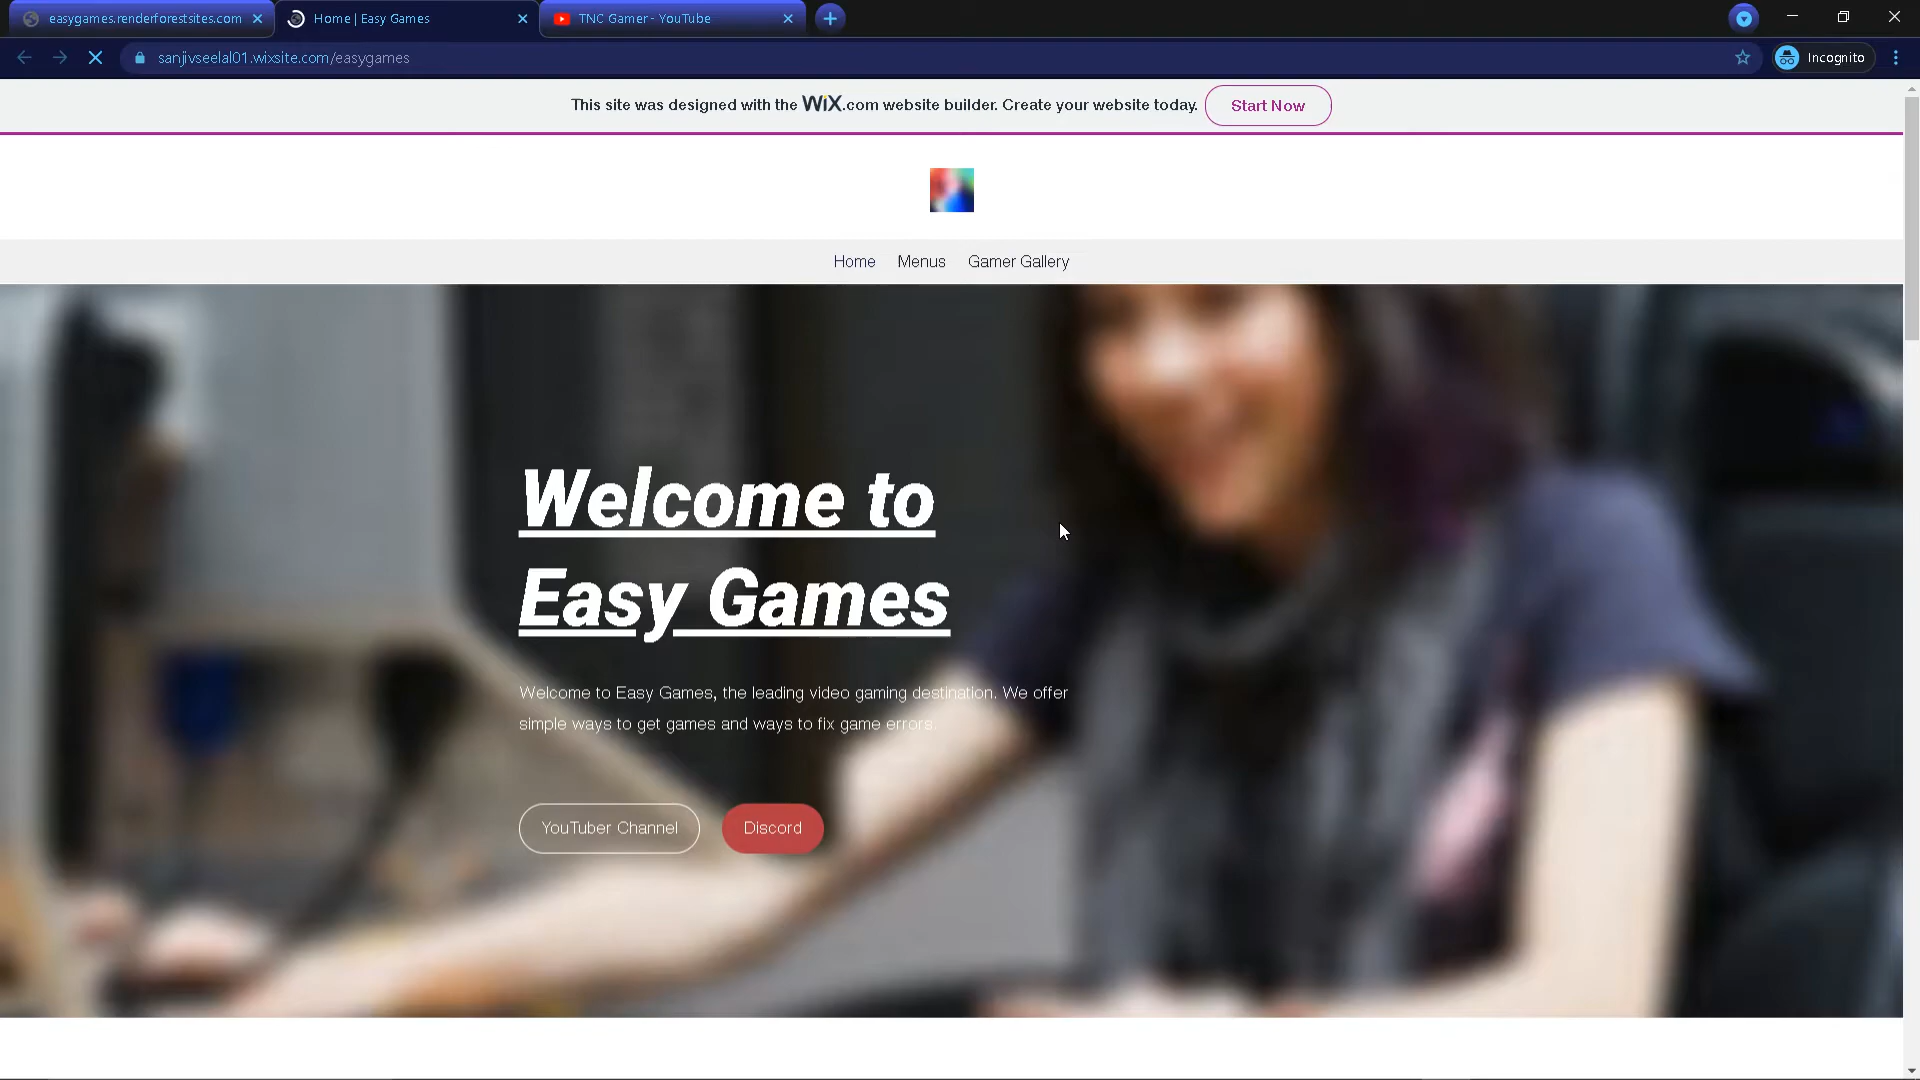 easygames.renderforestsites.com
Home | Easy Games
TNC Gamer - YouTube
sanjivseelal01.wixsite.com/easygames
Incognito
This site was designed with the WiX.com website builder. Create your website today.
Start Now
Home
Menus
Gamer Gallery
Welcome to
Easy Games
Welcome to Easy Games, the leading video gaming destination. We offer
simple ways to get games and ways to fix game errors.
YouTuber Channel
Discord